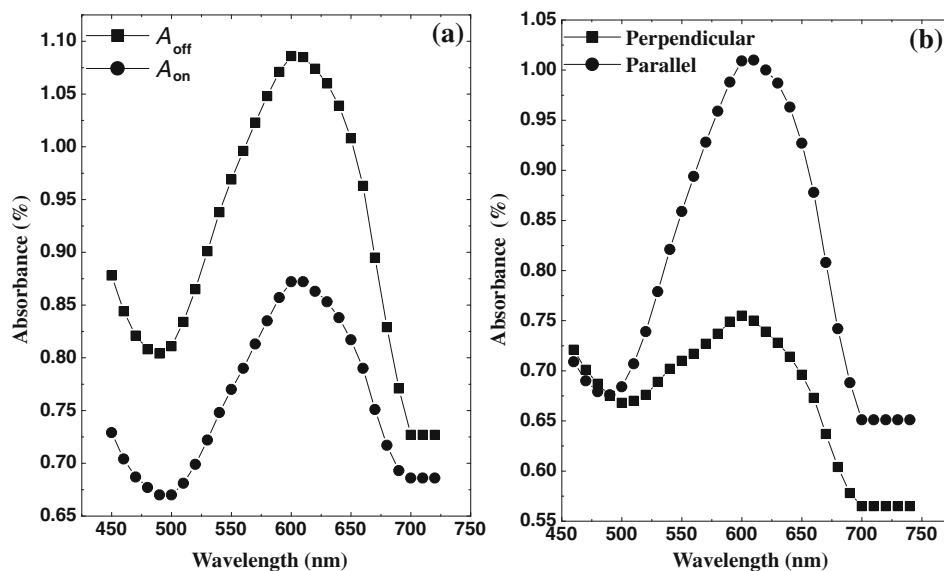 (a)
A off
A on
1.10
1.05
1.00
0.95
0.90
0.85
0.80
0.75
0.70
0.65
Absorbance (%)
450 500 550 600 650 700 750
Wavelength (nm)
(b)
Perpendicular
Parallel
1.05
1.00
0.95
0.90
0.85
0.80
0.75
0.70
0.65
0.60
0.55
Absorbance (%)
450 500 550 600 650 700 750
Wavelength (nm)